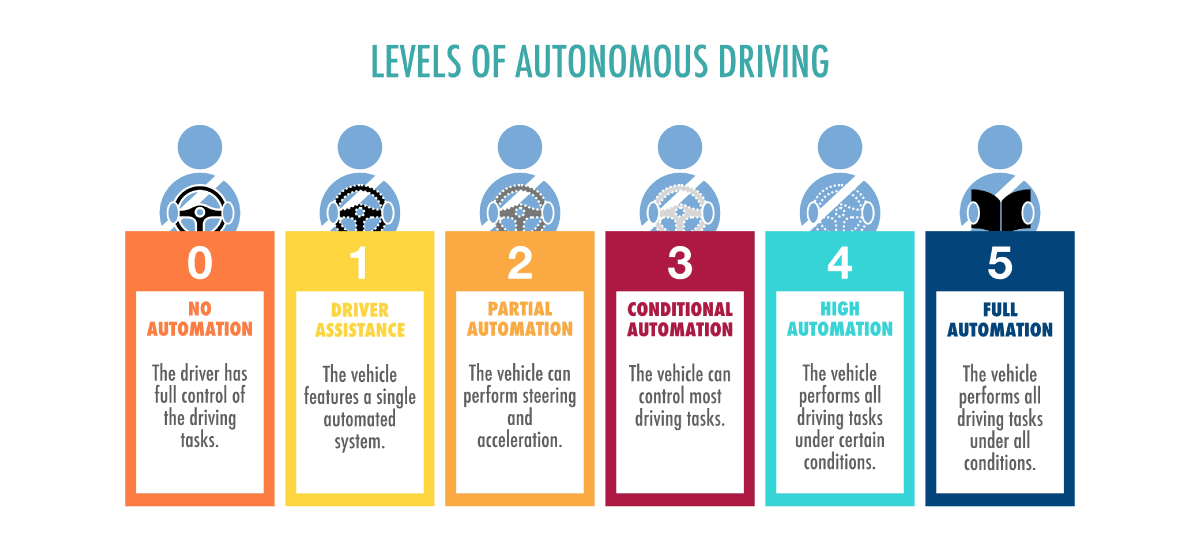 LEVELS OF AUTONOMOUS DRIVING
0
NO
AUTOMATION
The driver has
full control of
the driving
tasks.
1
DRIVER
ASSISTANCE
The vehicle
features a single
automated
system.
2
PARTIAL
AUTOMATION
The vehicle can
perform steering
and
acceleration.
3
CONDITIONAL
AUTOMATION
The vehicle can
control most
driving tasks.
4
HIGH
AUTOMATION
The vehicle
performs all
driving tasks
under certain
conditions.
5
FULL
AUTOMATION
The vehicle
performs all
driving tasks
under all
conditions.